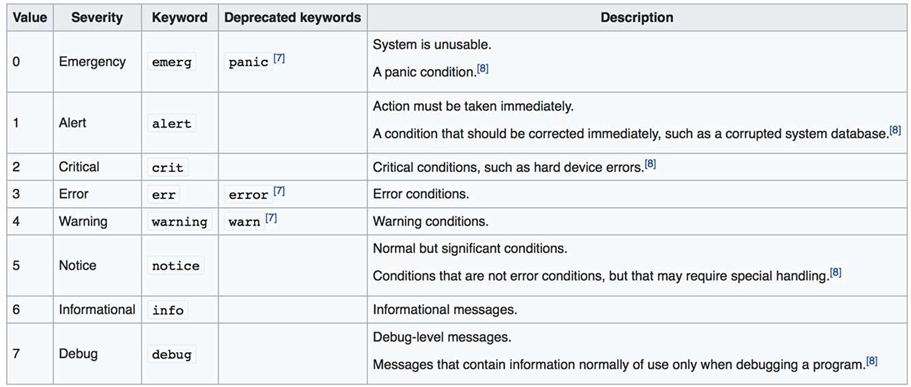 Value Severity Keyword Deprecated keywords Description
0 Emergency emerg panic [7] System is unusable.
A panic condition.[8]
1 Alert alert Action must be taken immediately.
A condition that should be corrected immediately, such as a corrupted system database.[8]
2 Critical crit Critical conditions, such as hard device errors.[8]
3 Error err error [7] Error conditions.
4 Warning warning warn [7] Warning conditions.
5 Notice notice Normal but significant conditions.
Conditions that are not error conditions, but that may require special handling.[8]
6 Informational info Informational messages.
7 Debug debug Debug-level messages.
Messages that contain information normally of use only when debugging a program.[8]